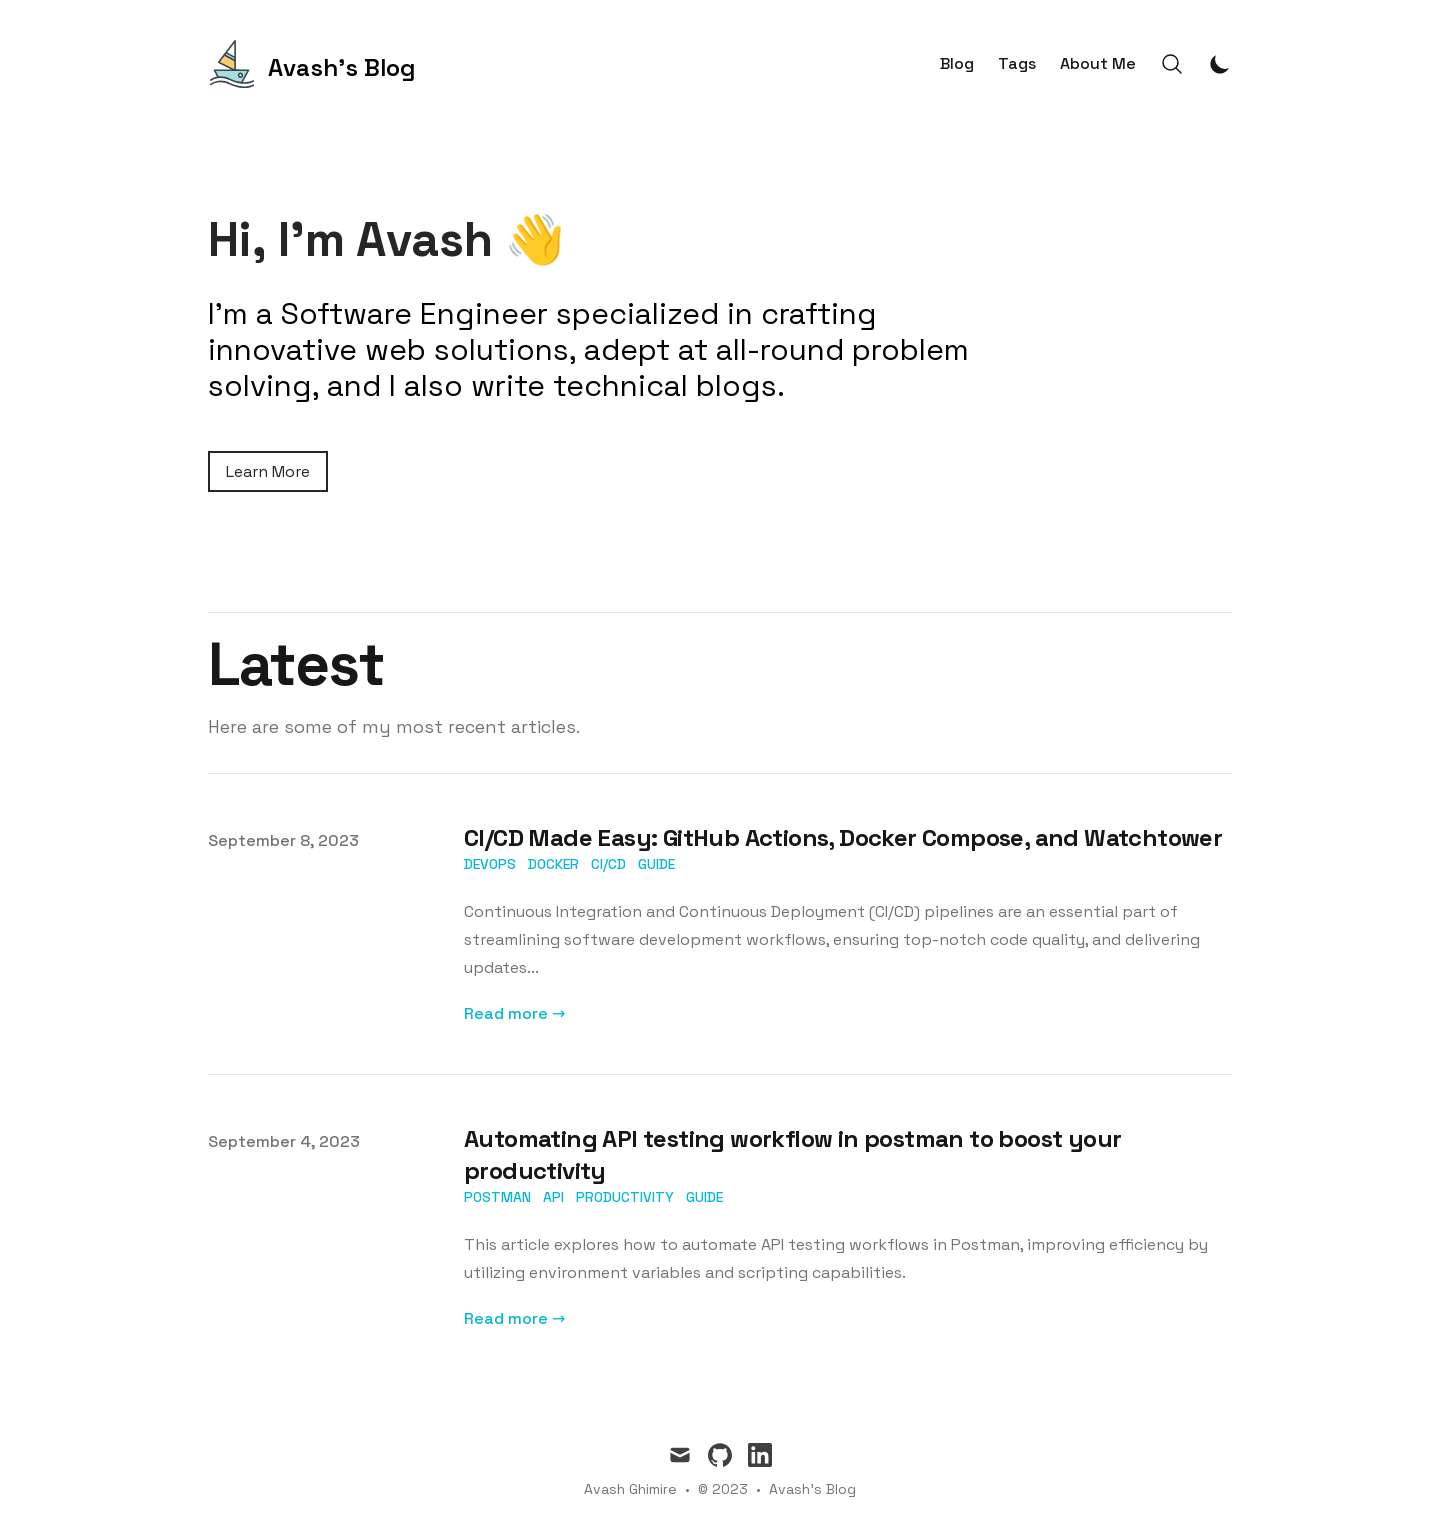 Avash's Blog
Blog Tags About Me
Hi, I'm Avash 👋
I'm a Software Engineer specialized in crafting
innovative web solutions, adept at all-round problem
solving, and I also write technical blogs.
Learn More
Latest
Here are some of my most recent articles.
September 8, 2023
CI/CD Made Easy: GitHub Actions, Docker Compose, and Watchtower
DEVOPS DOCKER CI/CD GUIDE
Continuous Integration and Continuous Deployment (CI/CD) pipelines are an essential part of
streamlining software development workflows, ensuring top-notch code quality, and delivering
updates...
Read more →
September 4, 2023
Automating API testing workflow in postman to boost your
productivity
POSTMAN API PRODUCTIVITY GUIDE
This article explores how to automate API testing workflows in Postman, improving efficiency by
utilizing environment variables and scripting capabilities.
Read more →
Avash Ghimire • © 2023 • Avash's Blog